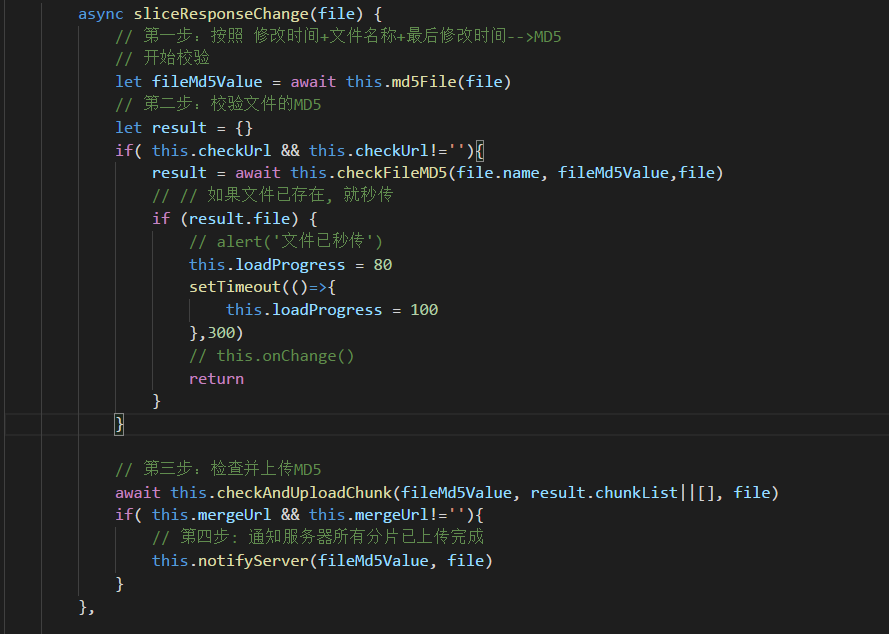 async sliceResponseChange(file) {
// 第一步：按照 修改时间+文件名称+最后修改时间-->MD5
// 开始校验
let fileMd5Value = await this.md5File(file)
// 第二步：校验文件的MD5
let result = {}
if( this.checkUrl && this.checkUrl!=''){
result = await this.checkFileMD5(file.name, fileMd5Value,file)
// // 如果文件已存在, 就秒传
if (result.file) {
// alert('文件已秒传')
this.loadProgress = 80
setTimeout(()=>{
this.loadProgress = 100
},300)
// this.onChange()
return
}
}
// 第三步：检查并上传MD5
await this.checkAndUploadChunk(fileMd5Value, result.chunkList||[], file)
if( this.mergeUrl && this.mergeUrl!=''){
// 第四步: 通知服务器所有分片已上传完成
this.notifyServer(fileMd5Value, file)
}
},